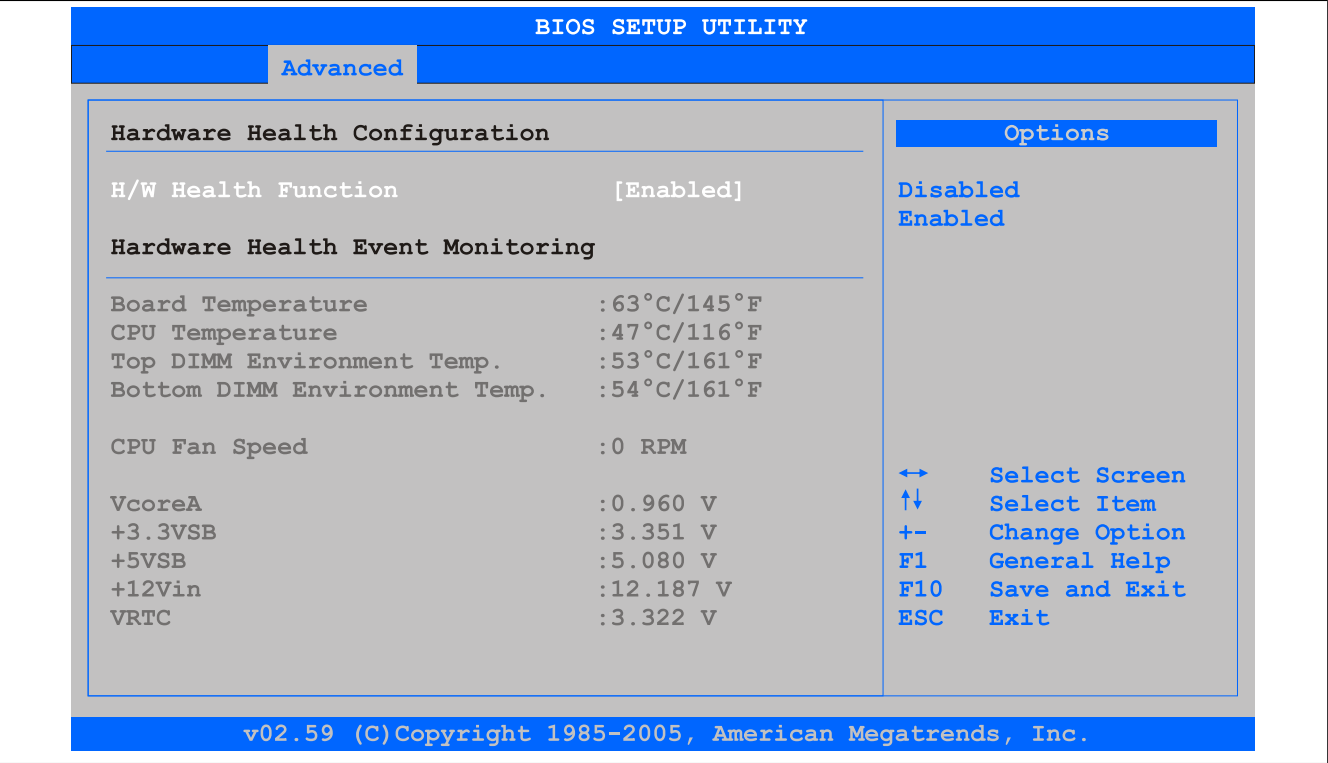 BIOS SETUP UTILITY
Advanced
Hardware Health Configuration
H/W Health Function [Enabled]
Hardware Health Event Monitoring
Board Temperature :63°C/145°F
CPU Temperature :47°C/116°F
Top DIMM Environment Temp. :53°C/161°F
Bottom DIMM Environment Temp. :54°C/161°F
CPU Fan Speed :0 RPM
VcoreA :0.960 V
+3.3VSB :3.351 V
+5VSB :5.080 V
+12Vin :12.187 V
VRTC :3.322 V
Options
Disabled
Enabled
↔ Select Screen
↑↓ Select Item
+- Change Option
F1 General Help
F10 Save and Exit
ESC Exit
v02.59 (C)Copyright 1985-2005, American Megatrends, Inc.